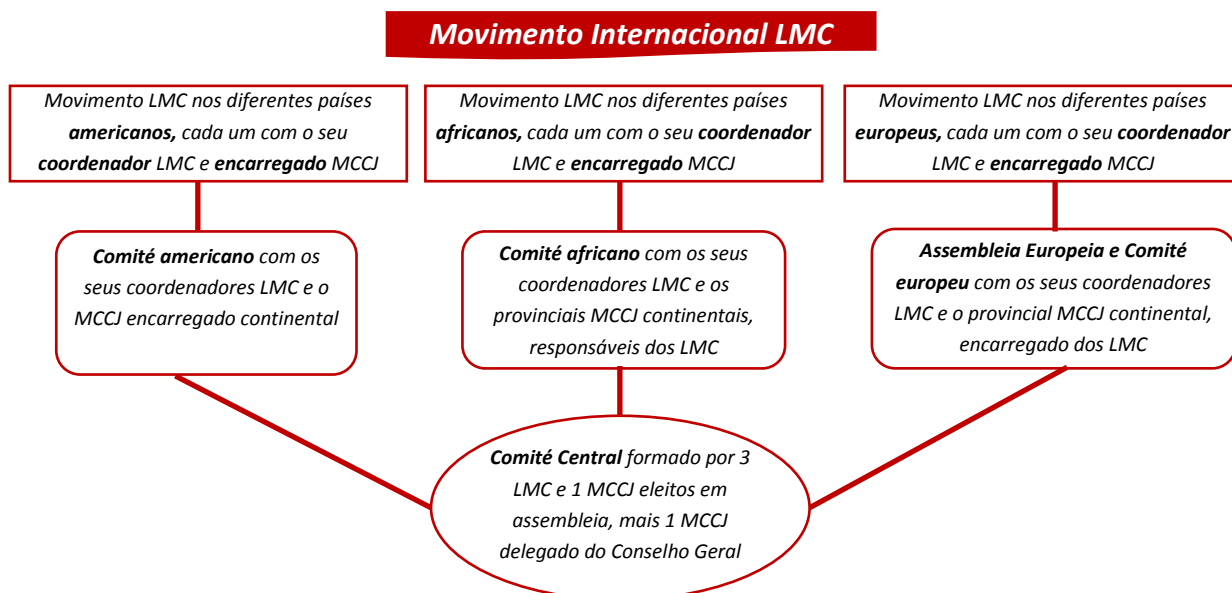 Movimento Internacional LMC
Movimento LMC nos diferentes países
americanos, cada um com o seu
coordenador LMC e encarregado MCCJ
Movimento LMC nos diferentes países
africanos, cada um com o seu coordenador
LMC e encarregado MCCJ
Movimento LMC nos diferentes países
europeus, cada um com o seu coordenador
LMC e encarregado MCCJ
Comité americano com os
seus coordenadores LMC e o
MCCJ encarregado continental
Comité africano com os seus
coordenadores LMC e os
provinciais MCCJ continentais,
responsáveis dos LMC
Assembleia Europeia e Comité
europeu com os seus coordenadores
LMC e o provincial MCCJ continental,
encarregado dos LMC
Comité Central formado por 3
LMC e 1 MCCJ eleitos em
assembleia, mais 1 MCCJ
delegado do Conselho Geral